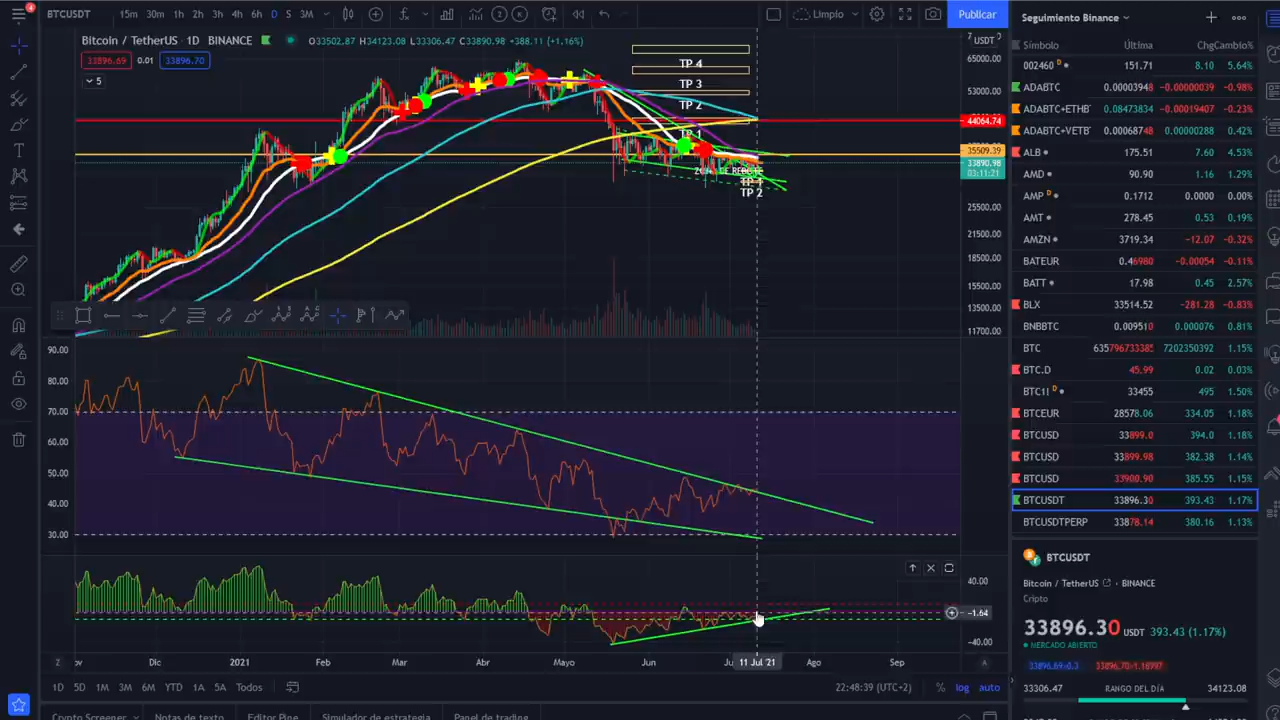 4
BTCUSDT 15m 30m 1h 2h 3h 4h 6h D S 3M Limpio Publicar
Seguimiento Binance
Bitcoin / TetherUS 1D BINANCE O33502.87 H34123.08 L33306.47 C33890.98 +388.11 (+1.16%)
USDT
33896.69 0.01 33896.70
5
65000.00
53000.00
44064.74
35509.39
33890.98
03:11:21
25500.00
21500.00
18500.00
15500.00
13500.00
11700.00
TP 4
TP 3
TP 2
TP 1
TP 1
TP 2
90.00
80.00
70.00
60.00
50.00
40.00
30.00
40.00
-1.64
-40.00
Dic 2021 Feb Mar Abr Mayo Jun 11 Jul '21 Ago Sep
Z A
1D 5D 1M 3M 6M YTD 1A 5A Todos 22:48:39 (UTC+2) % log auto
Crypto Screener Notas de texto Editor Pine Simulador de estrategia Panel de trading
Símbolo Última Chg Cambio%
002460 D 151.71 8.10 5.64%
ADABTC 0.00003948 -0.00000039 -0.98%
ADABTC+ETHB 0.08473834 -0.00019407 -0.23%
ADABTC+VETB 0.00068748 0.00000288 0.42%
ALB 175.51 7.60 4.53%
AMD 90.90 1.16 1.29%
AMP D 0.1712 0.0000 0.00%
AMT 278.45 0.53 0.19%
AMZN 3719.34 -12.07 -0.32%
BATEUR 0.46980 -0.00054 -0.11%
BATT 17.98 0.45 2.57%
BLX 33514.52 -281.28 -0.83%
BNBBTC 0.009510 0.000076 0.81%
BTC 7202350392 1.15%
BTC.D 45.99 0.02 0.03%
BTC1! D 33455 495 1.50%
BTCEUR 28578.06 334.05 1.18%
BTCUSD 33899.0 394.0 1.18%
BTCUSD 33899.98 382.38 1.14%
BTCUSD 33900.90 385.55 1.15%
BTCUSDT 33896.30 393.43 1.17%
BTCUSDTPERP 33878.14 380.16 1.13%
BTCUSDT
Bitcoin / TetherUS BINANCE
Cripto
33896.30 USDT 393.43 (1.17%)
MERCADO ABIERTO
33306.47 RANGO DEL DÍA 34123.08